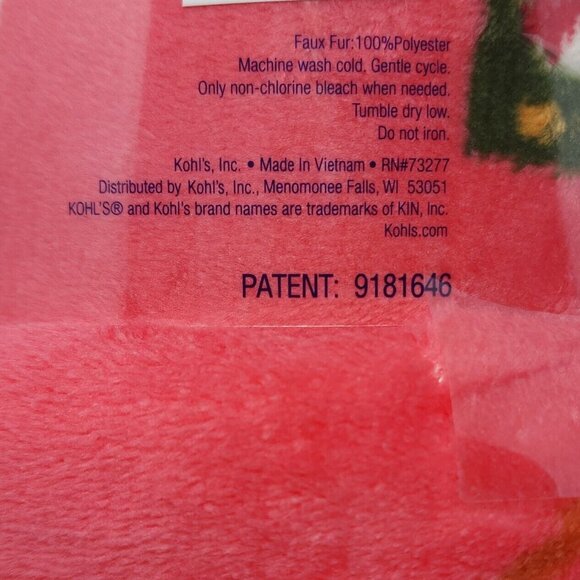 Faux Fur:100%Polyester
Machine wash cold, Gentle cycle.
Only non-chlorine bleach when needed.
Tumble dry low.
Do not iron.
Kohl's, Inc. • Made In Vietnam • RN#73277
Distributed by Kohl's, Inc., Menomonee Falls, WI 53051
KOHL'S® and Kohl's brand names are trademarks of KIN, Inc.
Kohls.com
PATENT: 9181646